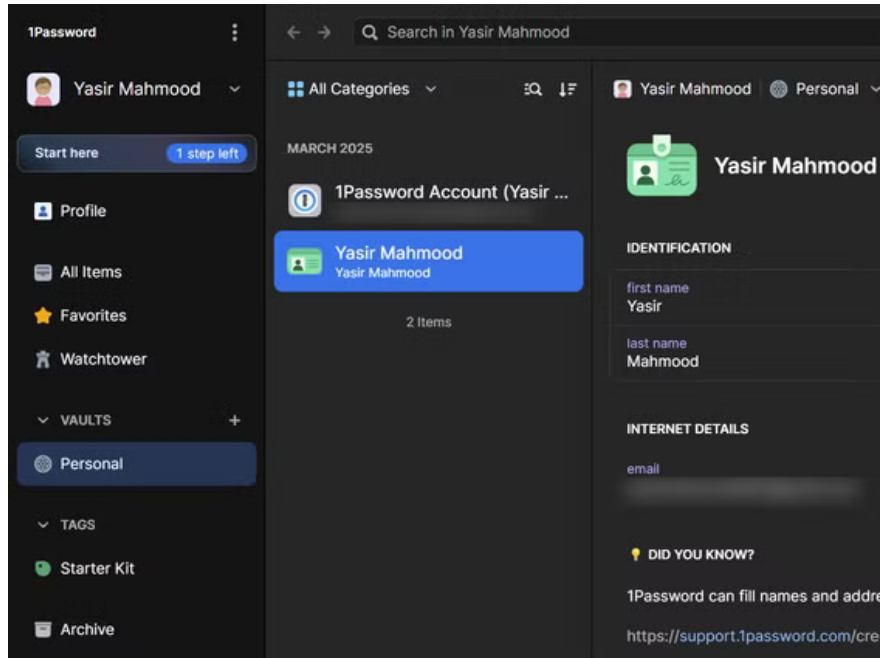 1Password
Yasir Mahmood
Start here
1 step left
Profile
All Items
Favorites
Watchtower
VAULTS
Personal
TAGS
Starter Kit
Archive
Search in Yasir Mahmood
All Categories
MARCH 2025
1Password Account (Yasir ...
Yasir Mahmood
Yasir Mahmood
2 Items
Yasir Mahmood
Personal
Yasir Mahmood
IDENTIFICATION
first name
Yasir
last name
Mahmood
INTERNET DETAILS
email
DID YOU KNOW?
1Password can fill names and addre
https://support.1password.com/cre